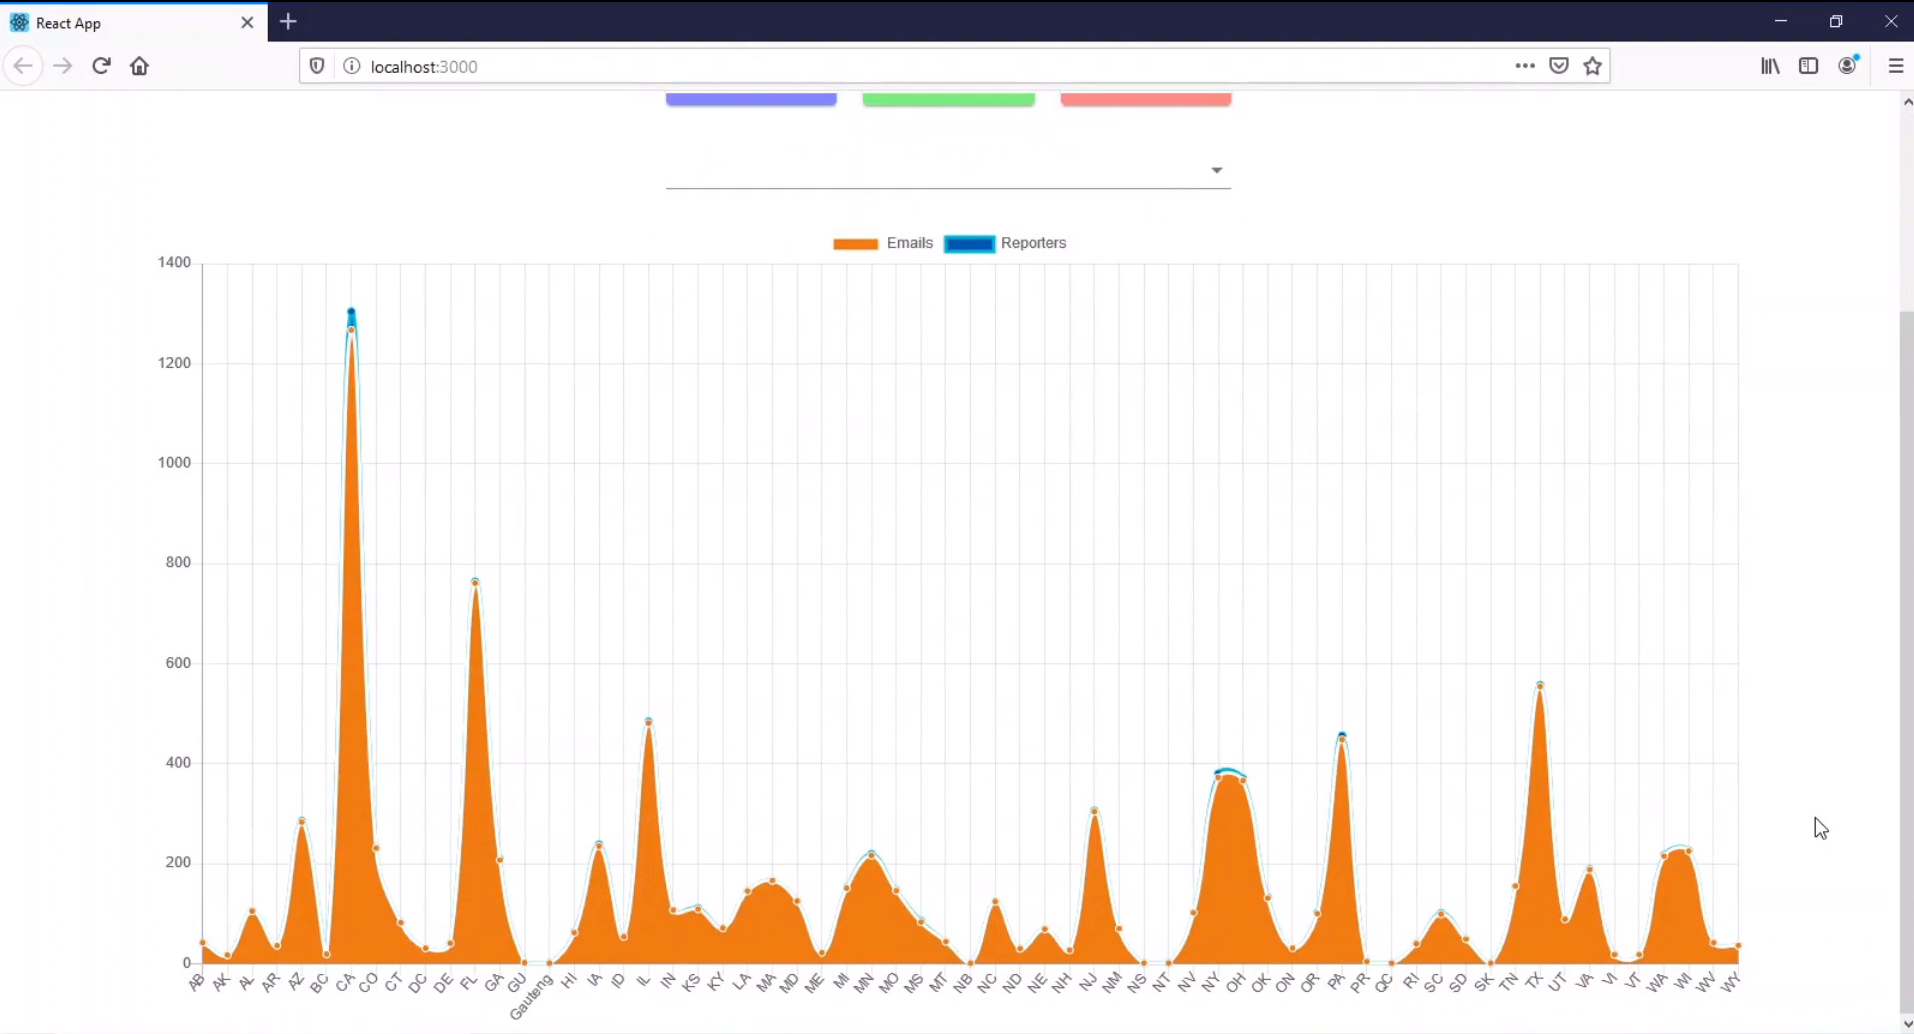 React App
localhost:3000
Emails Reporters
1400
1200
1000
800
600
400
200
0
AB AK AL AR AZ BC CA CO CT DC DE FL GA GU Gauteng HI IA ID IL IN KS KY LA MA MD ME MI MN MO MS MT NB NC ND NE NH NJ NM NS NT NV NY OH OK ON OR PA PR QC RI SC SD SK TN TX UT VA VI VT WA WI WV WY